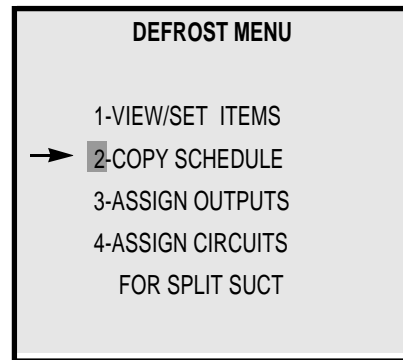 DEFROST MENU
1-VIEW/SET ITEMS
2-COPY SCHEDULE
3-ASSIGN OUTPUTS
4-ASSIGN CIRCUITS
FOR SPLIT SUCT